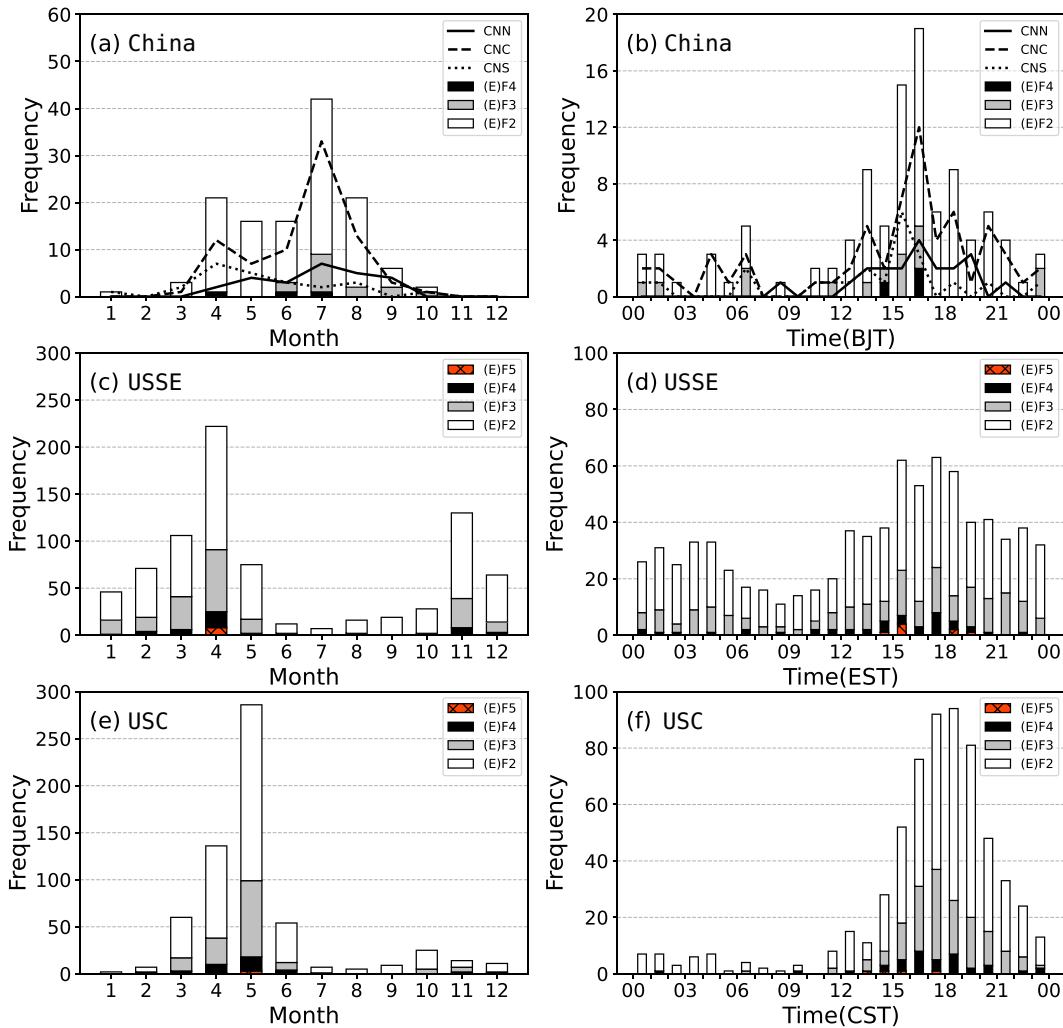 (a) China
CNN
CNC
CNS
(E)F4
(E)F3
(E)F2
Frequency
60
50
40
30
20
10
0
1 2 3 4 5 6 7 8 9 10 11 12
Month
(b) China
CNN
CNC
CNS
(E)F4
(E)F3
(E)F2
Frequency
20
16
12
8
4
0
00 03 06 09 12 15 18 21 00
Time(BJT)
(c) USSE
(E)F5
(E)F4
(E)F3
(E)F2
Frequency
300
250
200
150
100
50
0
1 2 3 4 5 6 7 8 9 10 11 12
Month
(d) USSE
(E)F5
(E)F4
(E)F3
(E)F2
Frequency
100
80
60
40
20
0
00 03 06 09 12 15 18 21 00
Time(EST)
(e) USC
(E)F5
(E)F4
(E)F3
(E)F2
Frequency
300
250
200
150
100
50
0
1 2 3 4 5 6 7 8 9 10 11 12
Month
(f) USC
(E)F5
(E)F4
(E)F3
(E)F2
Frequency
100
80
60
40
20
0
00 03 06 09 12 15 18 21 00
Time(CST)